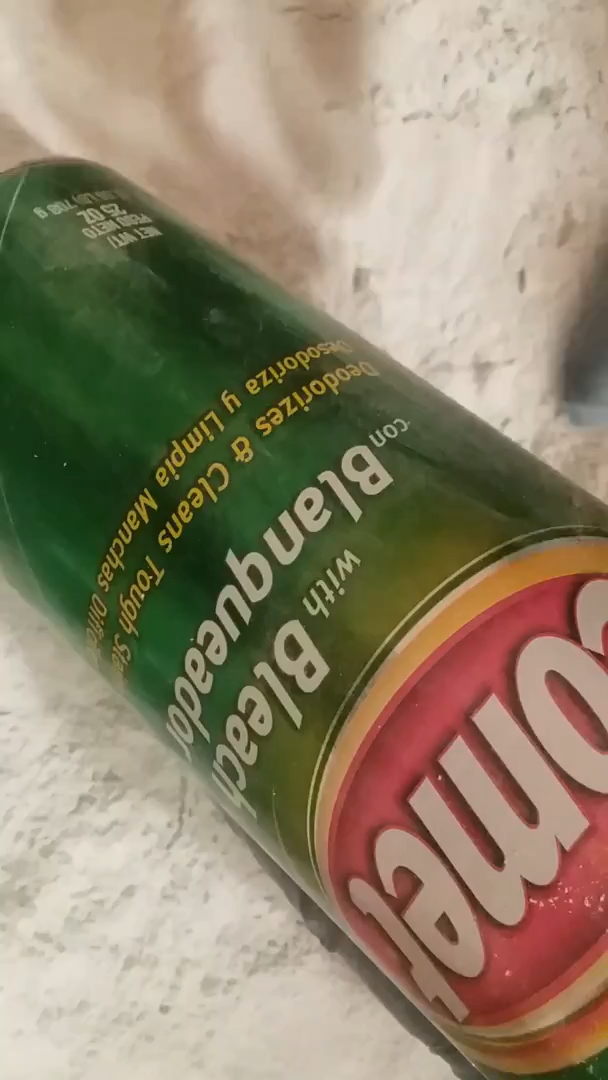 Comet
with Bleach
con Blanqueador
Deodorizes & Cleans Tough
Desodoriza y Limpia Manchas
NET WT/
PESO NETO
25 OZ